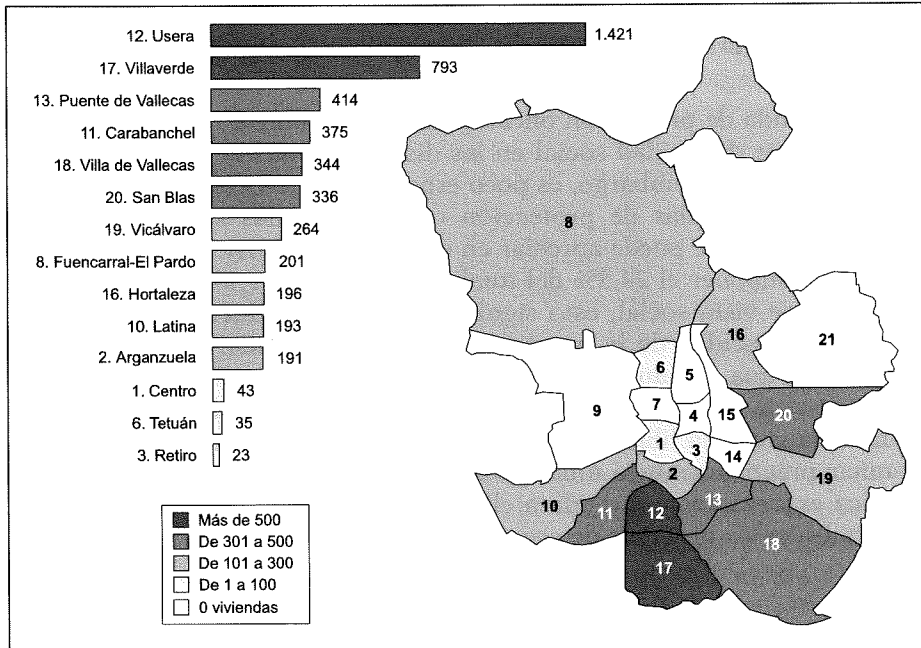 12. Usera 1.421
17. Villaverde 793
13. Puente de Vallecas 414
11. Carabanchel 375
18. Villa de Vallecas 344
20. San Blas 336
19. Vicálvaro 264
8. Fuencarral-El Pardo 201
16. Hortaleza 196
10. Latina 193
2. Arganzuela 191
1. Centro 43
6. Tetuán 35
3. Retiro 23
Más de 500
De 301 a 500
De 101 a 300
De 1 a 100
0 viviendas
8
16
21
6
5
9
7
4
15
20
1
3
14
2
19
10
11
12
13
18
17